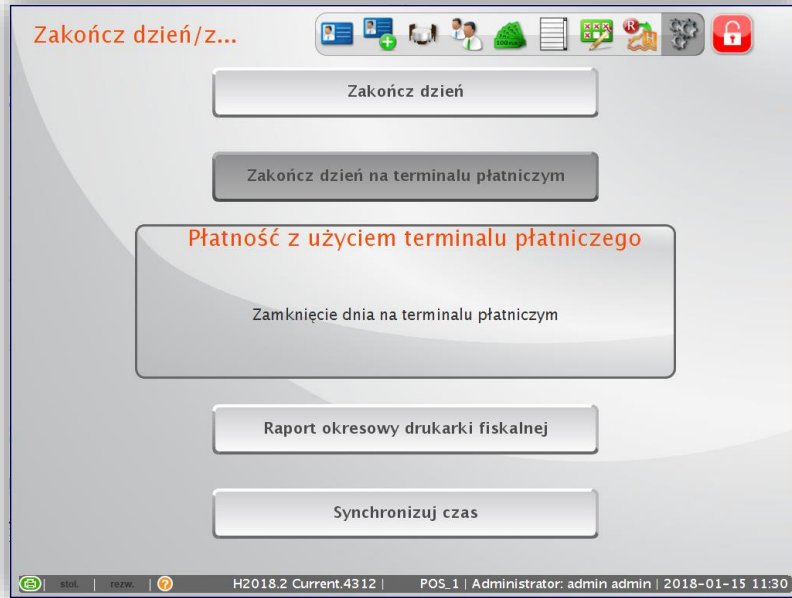 Zakończ dzień/z...
Zakończ dzień
Zakończ dzień na terminalu płatniczym
Płatność z użyciem terminalu płatniczego
Zamknięcie dnia na terminalu płatniczym
Raport okresowy drukarki fiskalnej
Synchronizuj czas
stol. | rezw. | H2018.2 Current.4312 | POS_1 | Administrator: admin admin | 2018-01-15 11:30